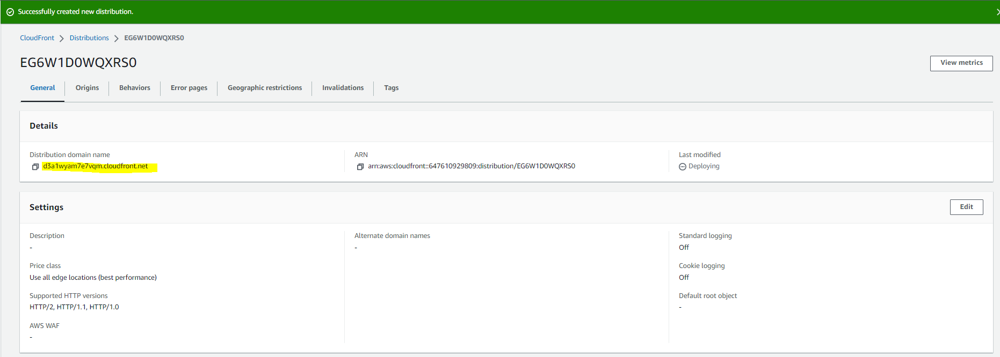 Successfully created new distribution.
CloudFront > Distributions > EG6W1D0WQXRS0
EG6W1D0WQXRS0
View metrics
General Origins Behaviors Error pages Geographic restrictions Invalidations Tags
Details
Distribution domain name ARN Last modified
d3a1wyam7e7vqm.cloudfront.net arn:aws:cloudfront::647610929809:distribution/EG6W1D0WQXRS0 Deploying
Settings Edit
Description Alternate domain names Standard logging
- - Off
Price class Cookie logging
Use all edge locations (best performance) Off
Supported HTTP versions Default root object
HTTP/2, HTTP/1.1, HTTP/1.0 -
AWS WAF
-